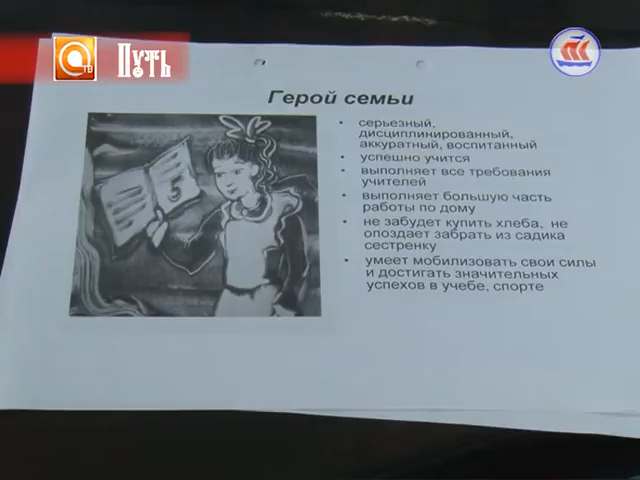 Путь
ТВ
Герой семьи
• серьезный,
дисциплинированный,
аккуратный, воспитанный
• успешно учится
• выполняет все требования
учителей
• выполняет большую часть
работы по дому
• не забудет купить хлеба, не
опоздает забрать из садика
сестренку
• умеет мобилизовать свои силы
и достигать значительных
успехов в учебе, спорте
5